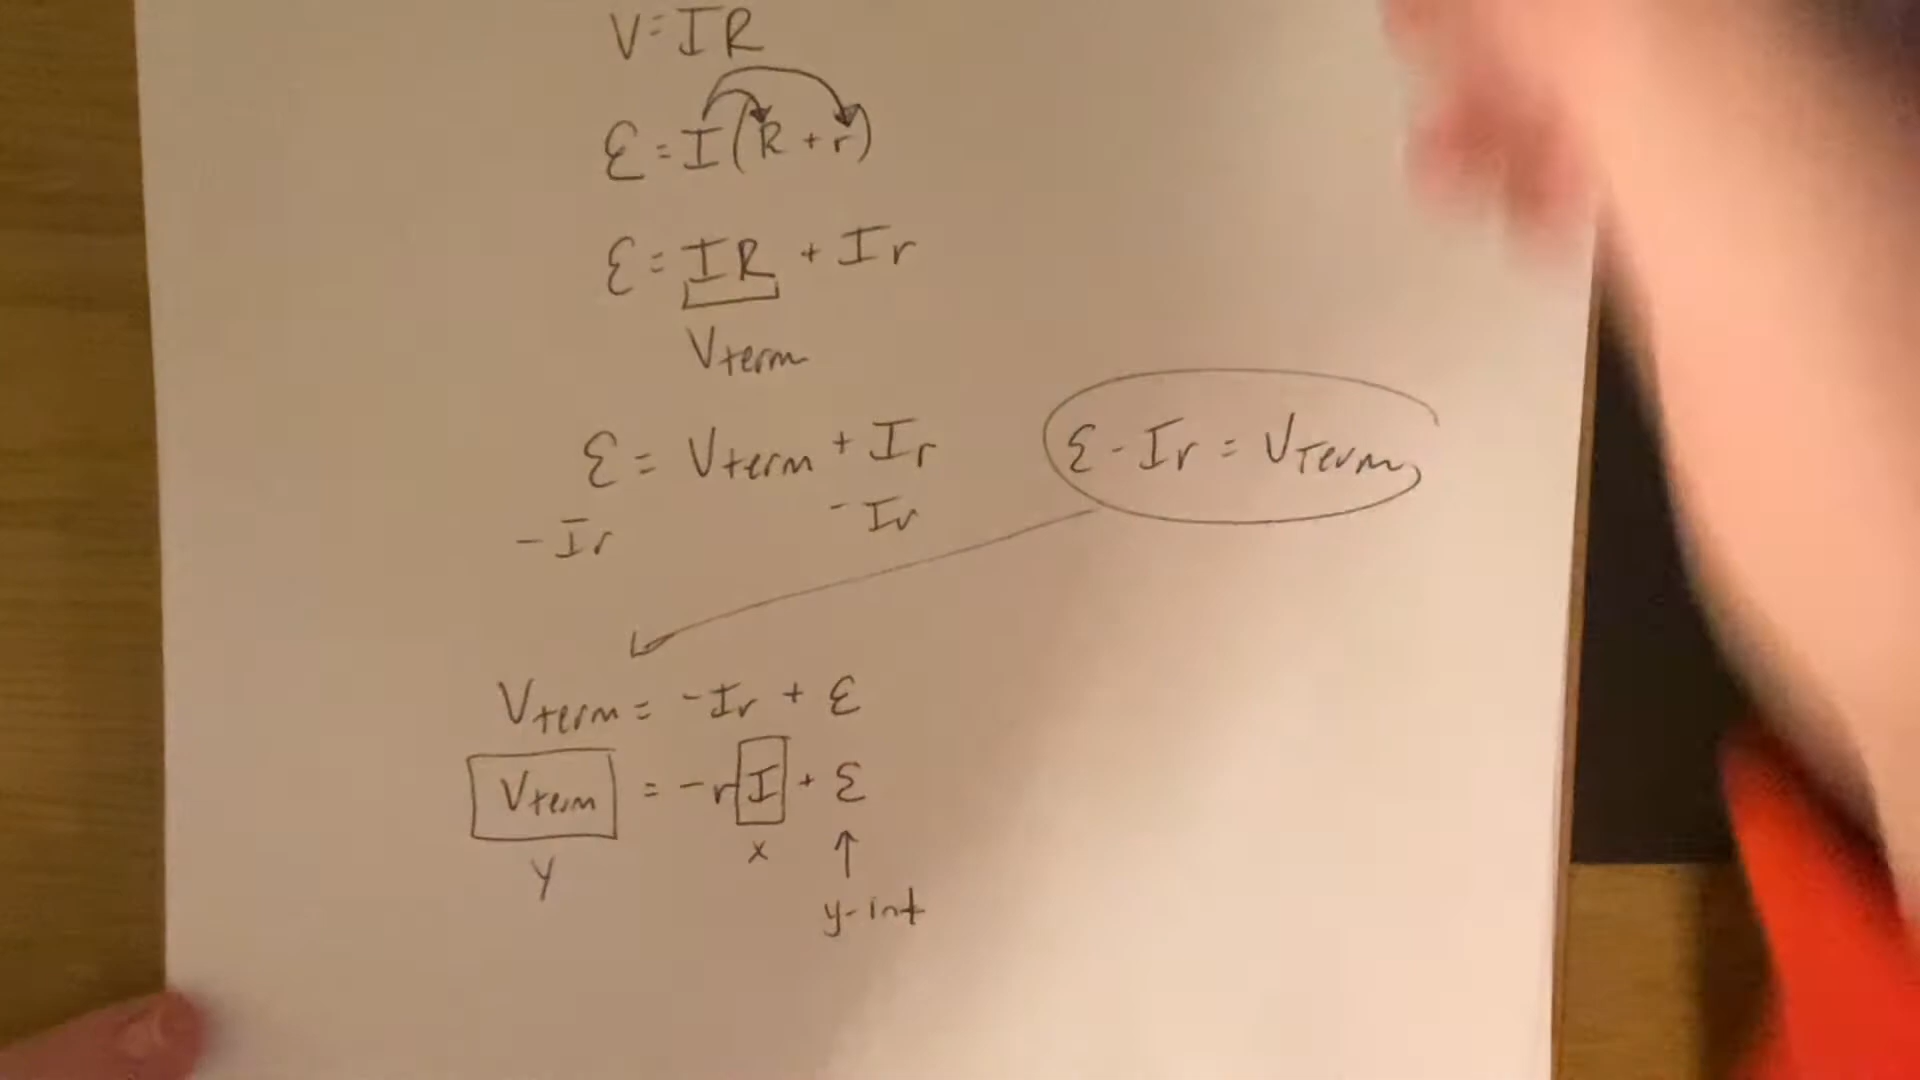 V = IR
Ɛ = I(R + r)
Ɛ = IR + Ir
Vterm
Ɛ = Vterm + Ir
-Ir -Ir
Ɛ - Ir = VTerm
Vterm = -Ir + Ɛ
Vterm = -rI + Ɛ
y x ↑
y-int